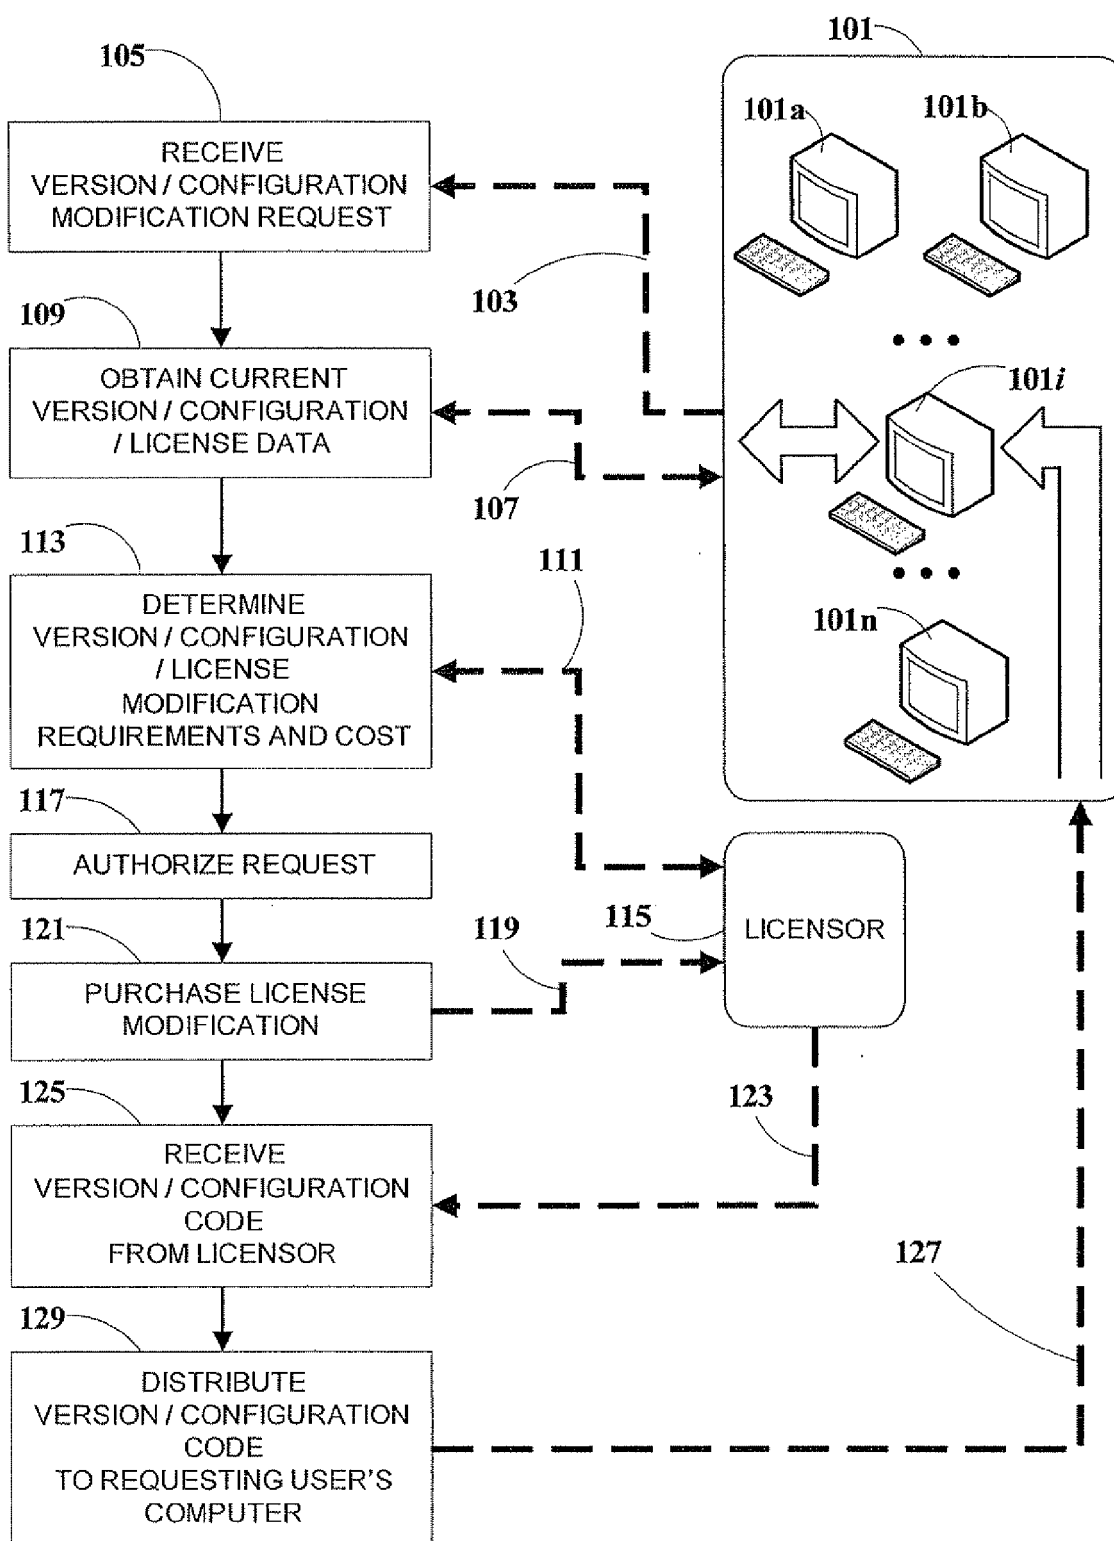 101
105
101a
101b
RECEIVE
VERSION / CONFIGURATION
MODIFICATION REQUEST
103
109
OBTAIN CURRENT
VERSION / CONFIGURATION
/ LICENSE DATA
101i
107
113
111
DETERMINE
VERSION / CONFIGURATION
/ LICENSE
MODIFICATION
REQUIREMENTS AND COST
101n
117
AUTHORIZE REQUEST
121
119
115
LICENSOR
PURCHASE LICENSE
MODIFICATION
125
123
RECEIVE
VERSION / CONFIGURATION
CODE
FROM LICENSOR
127
129
DISTRIBUTE
VERSION / CONFIGURATION
CODE
TO REQUESTING USER'S
COMPUTER